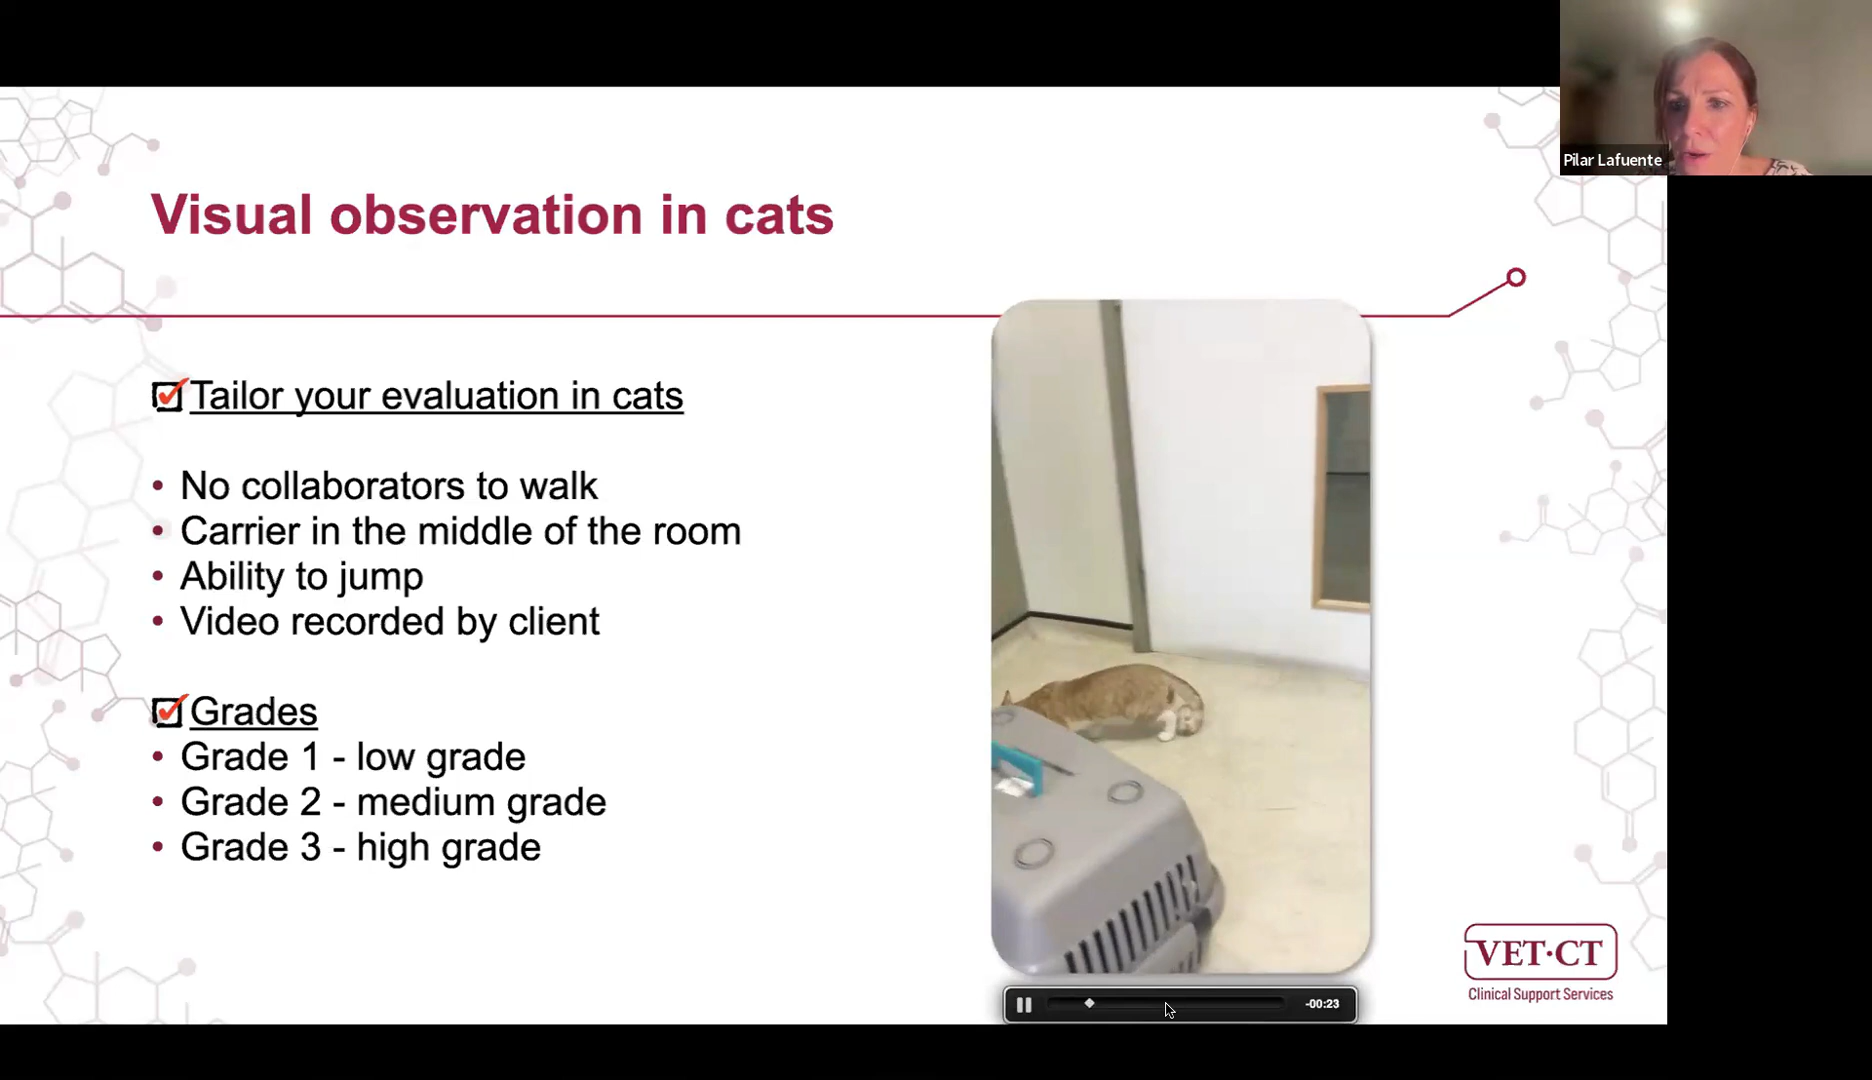 Pilar Lafuente
Visual observation in cats
Tailor your evaluation in cats
• No collaborators to walk
• Carrier in the middle of the room
• Ability to jump
• Video recorded by client
Grades
• Grade 1 - low grade
• Grade 2 - medium grade
• Grade 3 - high grade
VET·CT
Clinical Support Services
-00:23